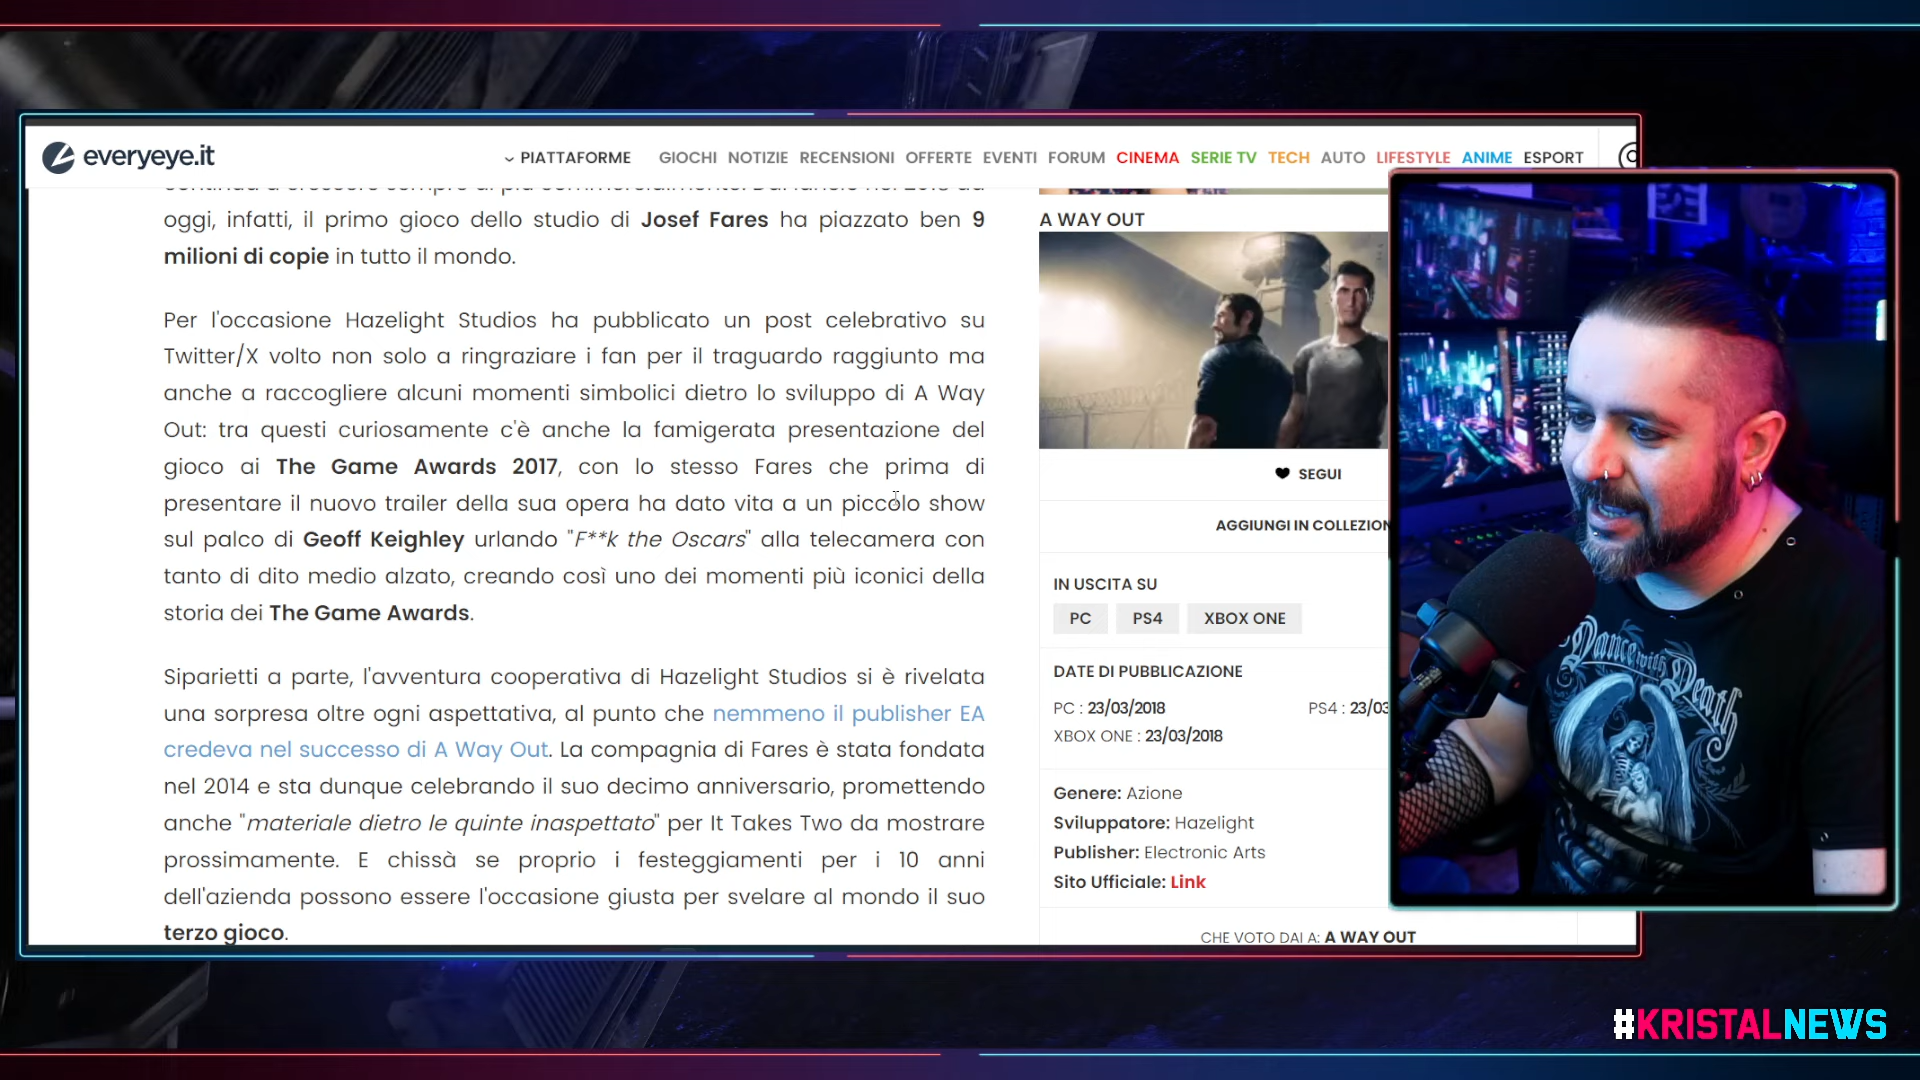 everyeye.it
PIATTAFORME GIOCHI NOTIZIE RECENSIONI OFFERTE EVENTI FORUM CINEMA SERIE TV TECH AUTO LIFESTYLE ANIME ESPORT
oggi, infatti, il primo gioco dello studio di Josef Fares ha piazzato ben 9
milioni di copie in tutto il mondo.
Per l'occasione Hazelight Studios ha pubblicato un post celebrativo su
Twitter/X volto non solo a ringraziare i fan per il traguardo raggiunto ma
anche a raccogliere alcuni momenti simbolici dietro lo sviluppo di A Way
Out: tra questi curiosamente c'è anche la famigerata presentazione del
gioco ai The Game Awards 2017, con lo stesso Fares che prima di
presentare il nuovo trailer della sua opera ha dato vita a un piccolo show
sul palco di Geoff Keighley urlando "F**k the Oscars" alla telecamera con
tanto di dito medio alzato, creando così uno dei momenti più iconici della
storia dei The Game Awards.
Siparietti a parte, l'avventura cooperativa di Hazelight Studios si è rivelata
una sorpresa oltre ogni aspettativa, al punto che nemmeno il publisher EA
credeva nel successo di A Way Out. La compagnia di Fares è stata fondata
nel 2014 e sta dunque celebrando il suo decimo anniversario, promettendo
anche "materiale dietro le quinte inaspettato" per It Takes Two da mostrare
prossimamente. E chissà se proprio i festeggiamenti per i 10 anni
dell'azienda possono essere l'occasione giusta per svelare al mondo il suo
terzo gioco.
A WAY OUT
SEGUI
AGGIUNGI IN COLLEZION
IN USCITA SU
PC PS4 XBOX ONE
DATE DI PUBBLICAZIONE
PC : 23/03/2018 PS4 : 23/03
XBOX ONE : 23/03/2018
Genere: Azione
Sviluppatore: Hazelight
Publisher: Electronic Arts
Sito Ufficiale: Link
CHE VOTO DAI A: A WAY OUT
Dance with Death
#KRISTALNEWS